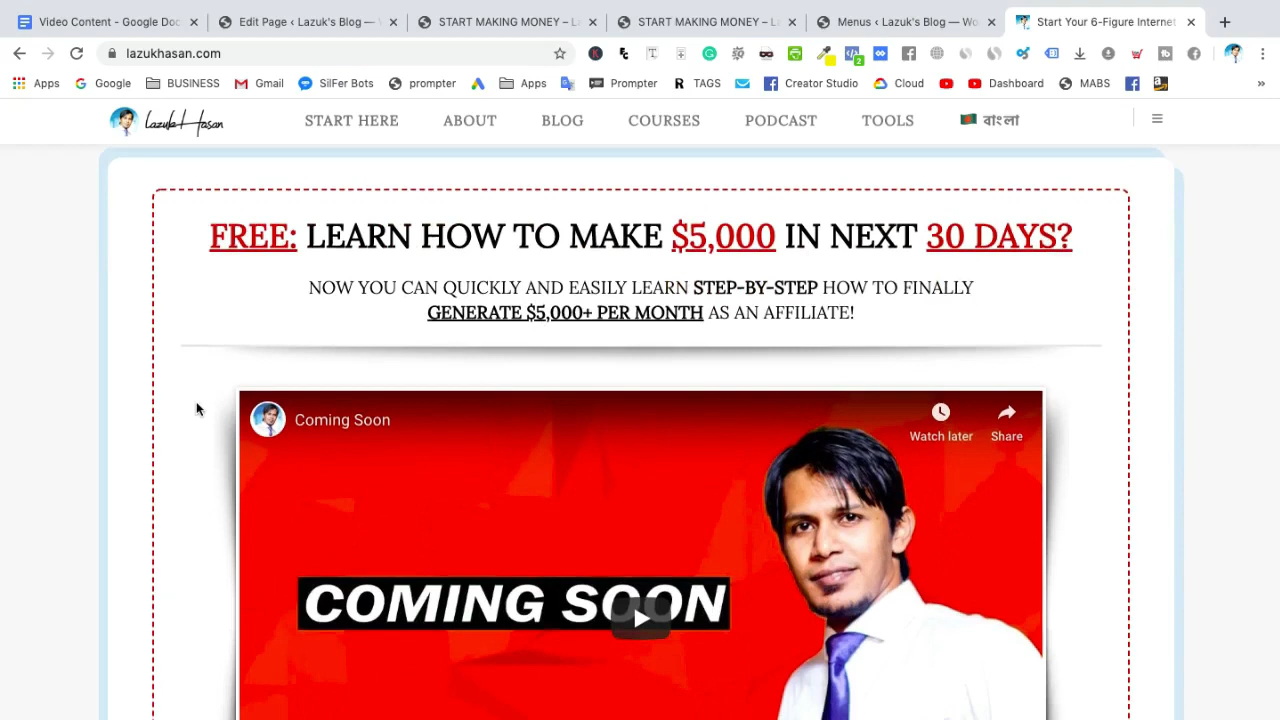 Video Content - Google Doc
Edit Page ‹ Lazuk's Blog —
START MAKING MONEY – L
START MAKING MONEY – L
Menus ‹ Lazuk's Blog — Wo
Start Your 6-Figure Internet
lazukhasan.com
2
Apps
Google
BUSINESS
Gmail
SilFer Bots
prompter
Apps
Prompter
R TAGS
Creator Studio
Cloud
Dashboard
MABS
»
Lazuk Hasan
START HERE
ABOUT
BLOG
COURSES
PODCAST
TOOLS
বাংলা
FREE: LEARN HOW TO MAKE $5,000 IN NEXT 30 DAYS?
NOW YOU CAN QUICKLY AND EASILY LEARN STEP-BY-STEP HOW TO FINALLY
GENERATE $5,000+ PER MONTH AS AN AFFILIATE!
Coming Soon
Watch later
Share
COMING SOON